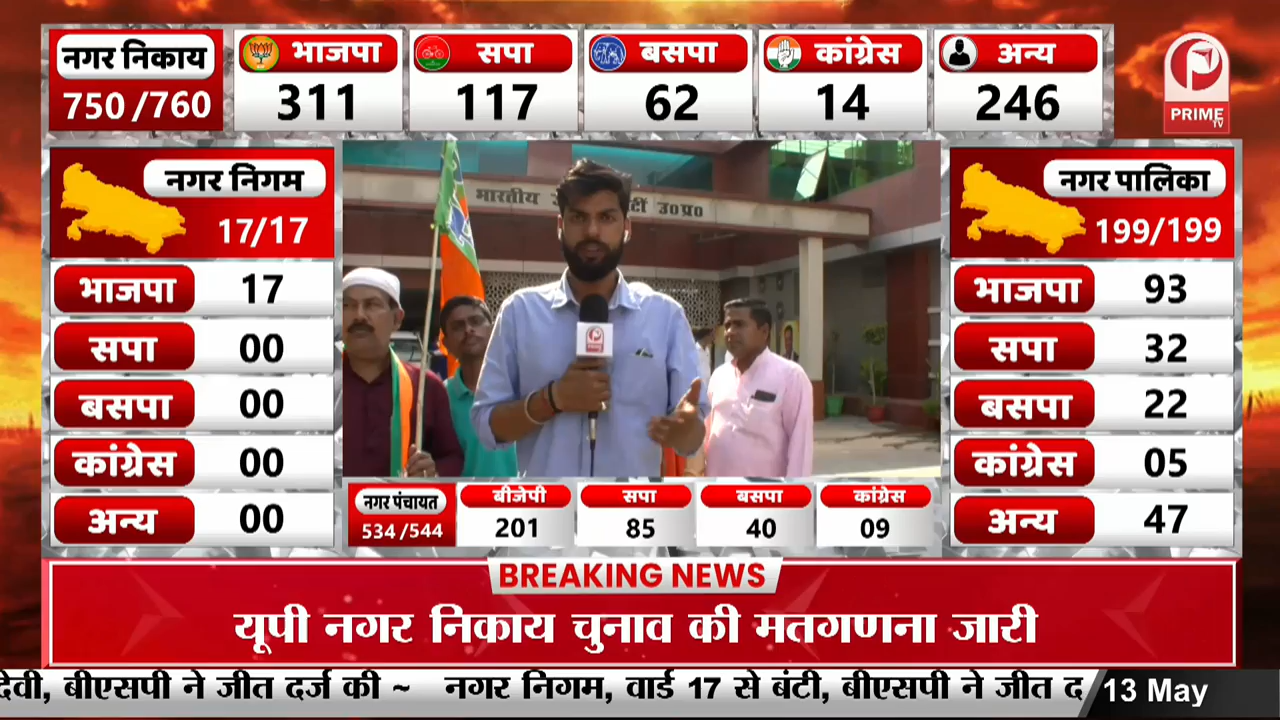 नगर निकाय
750 /760
भाजपा
311
सपा
117
बसपा
62
कांग्रेस
14
अन्य
246
PRIME
TV
नगर निगम
17/17
भाजपा 17
सपा 00
बसपा 00
कांग्रेस 00
अन्य 00
भारतीय
उ०प्र०
PRIME
नगर पालिका
199/199
भाजपा 93
सपा 32
बसपा 22
कांग्रेस 05
अन्य 47
नगर पंचायत
534/544
बीजेपी
201
सपा
85
बसपा
40
कांग्रेस
09
BREAKING NEWS
यूपी नगर निकाय चुनाव की मतगणना जारी
देवी, बीएसपी ने जीत दर्ज की ~ नगर निगम, वार्ड 17 से बंटी, बीएसपी ने जीत द
13 May